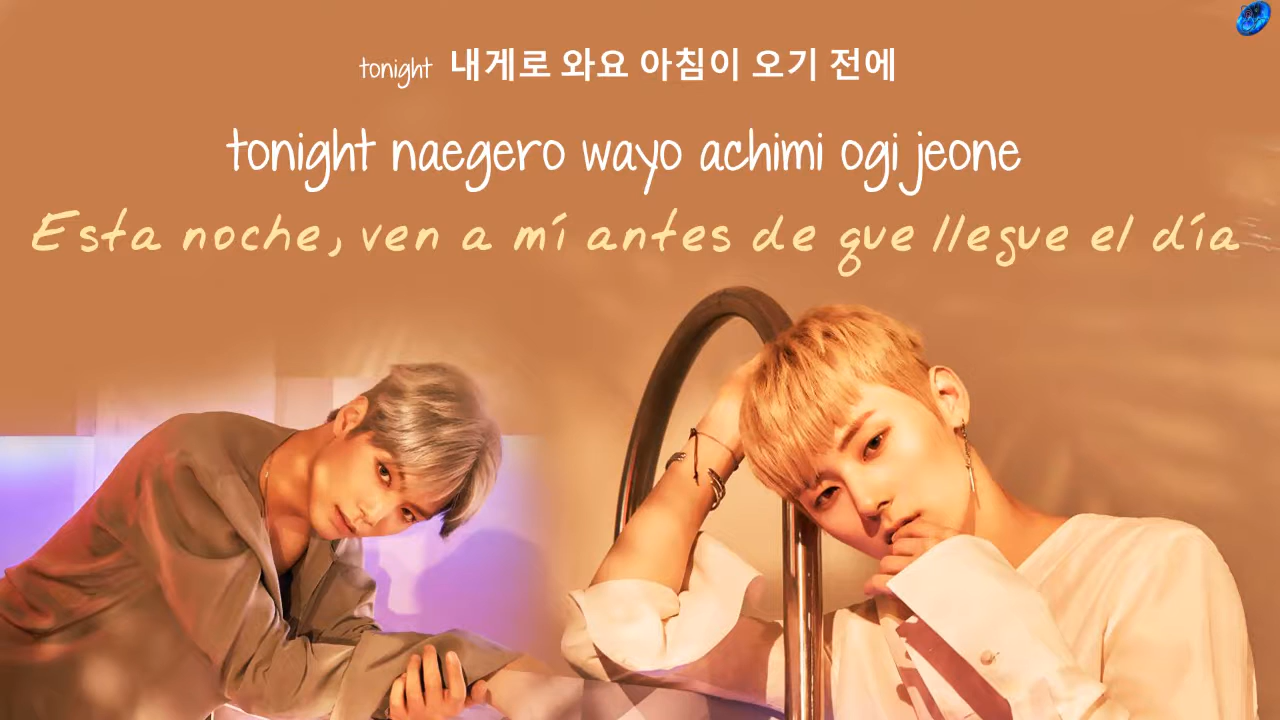 tonight 내게로 와요 아침이 오기 전에
tonight naegero wayo achimi ogi jeone
Esta noche, ven a mí antes de que llegue el día